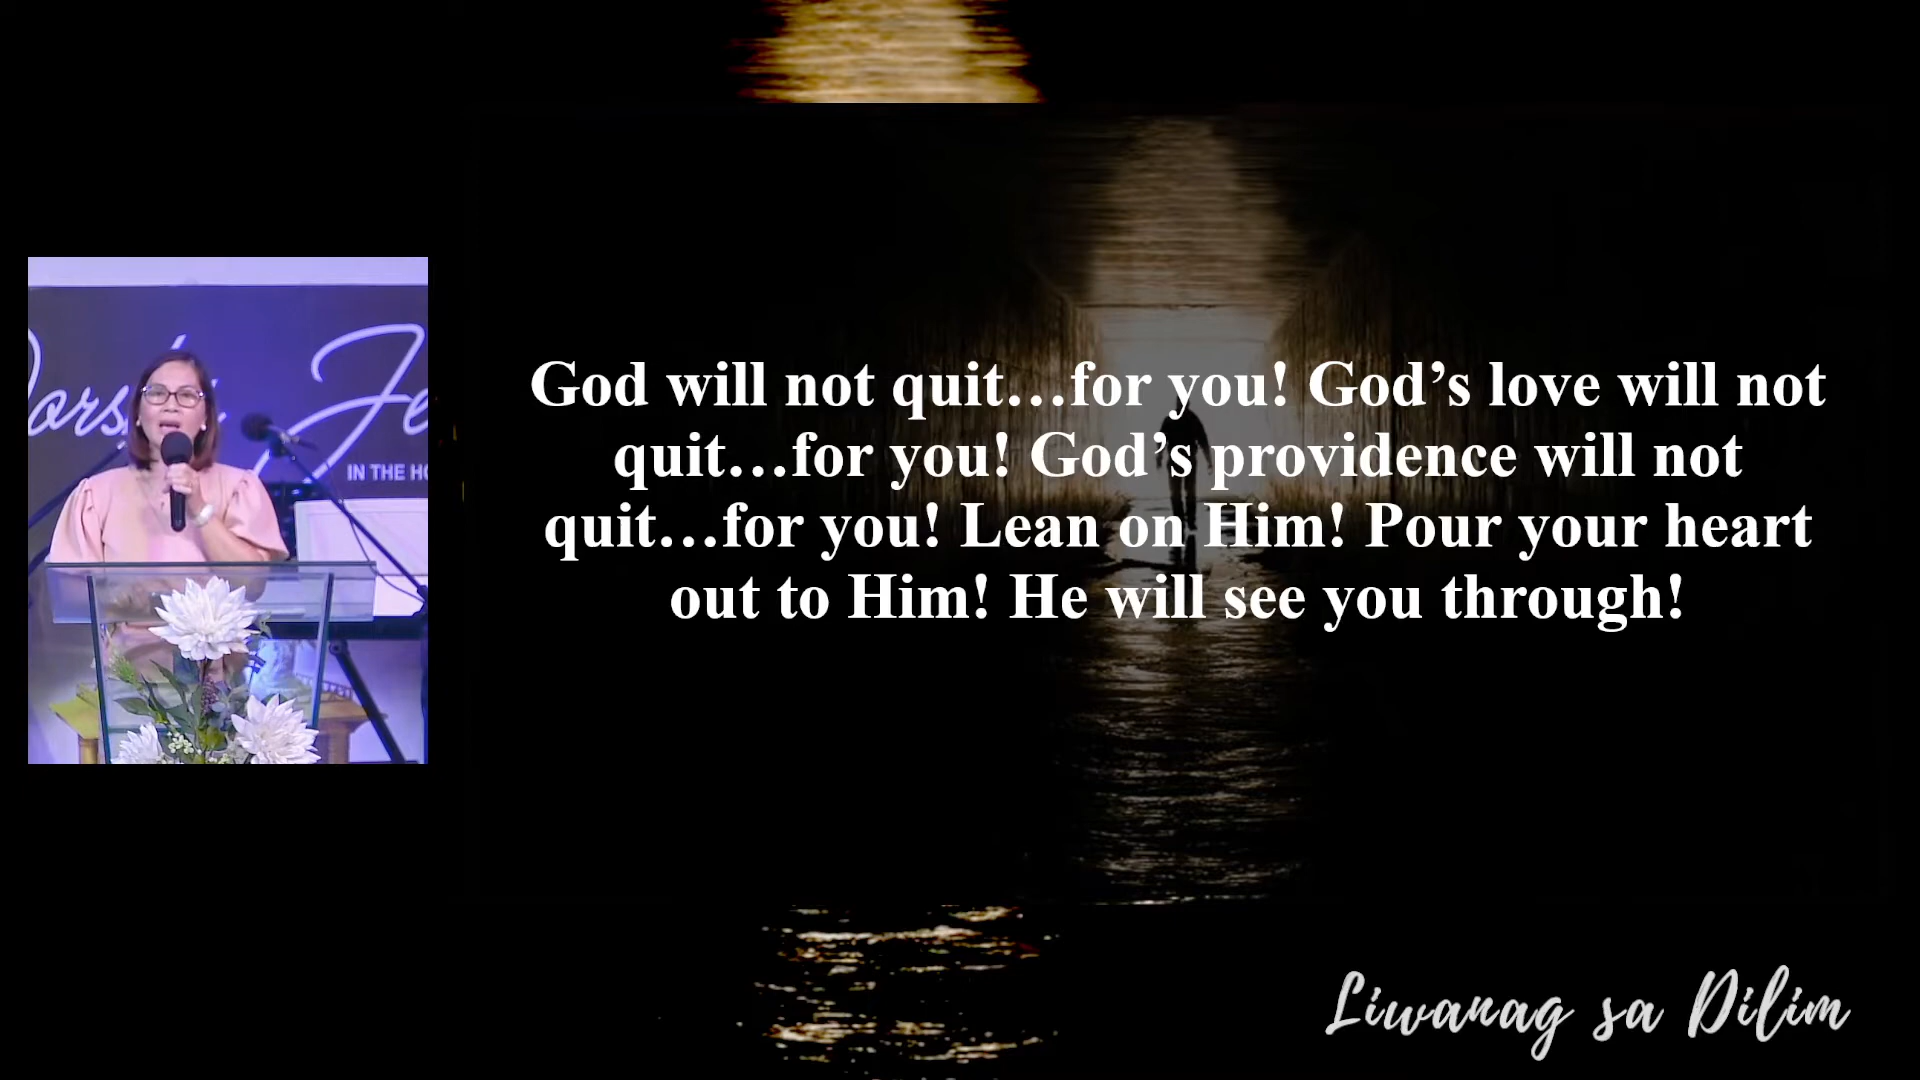 IN THE
God will not quit…for you! God’s love will not
quit…for you! God’s providence will not
quit…for you! Lean on Him! Pour your heart
out to Him! He will see you through!
Liwanag sa Dilim